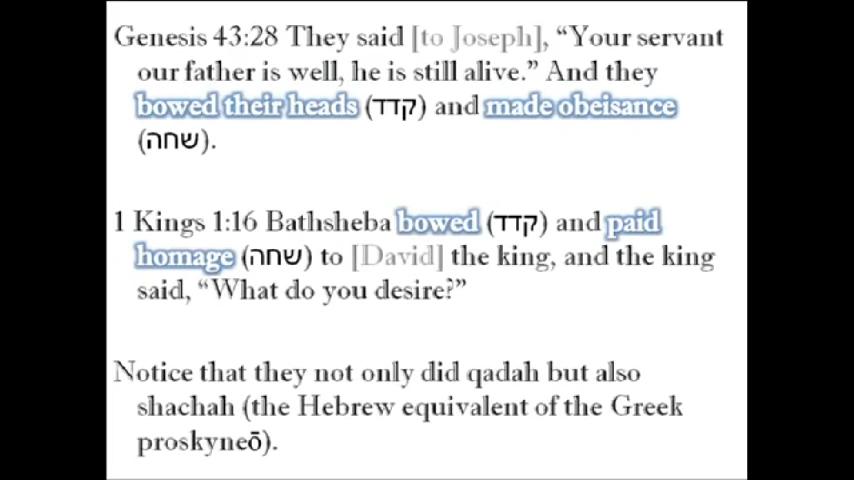 Genesis 43:28 They said [to Joseph], “Your servant
our father is well, he is still alive.” And they
bowed their heads (קדד) and made obeisance
(שחה).
1 Kings 1:16 Bathsheba bowed (קדד) and paid
homage (שחה) to [David] the king, and the king
said, “What do you desire?”
Notice that they not only did qadah but also
shachah (the Hebrew equivalent of the Greek
proskyneō).